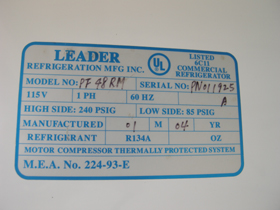 LEADER
REFRIGERATION MFG INC.
UL
LISTED
6C11
COMMERCIAL
REFRIGERATOR
MODEL NO: PF 48 RM SERIAL NO: PN011925
A
115V 1 PH 60 HZ
HIGH SIDE: 240 PSIG LOW SIDE: 85 PSIG
MANUFACTURED 01 M 04 YR
REFRIGERANT R134A OZ
MOTOR COMPRESSOR THERMALLY PROTECTED SYSTEM
M.E.A. No. 224-93-E